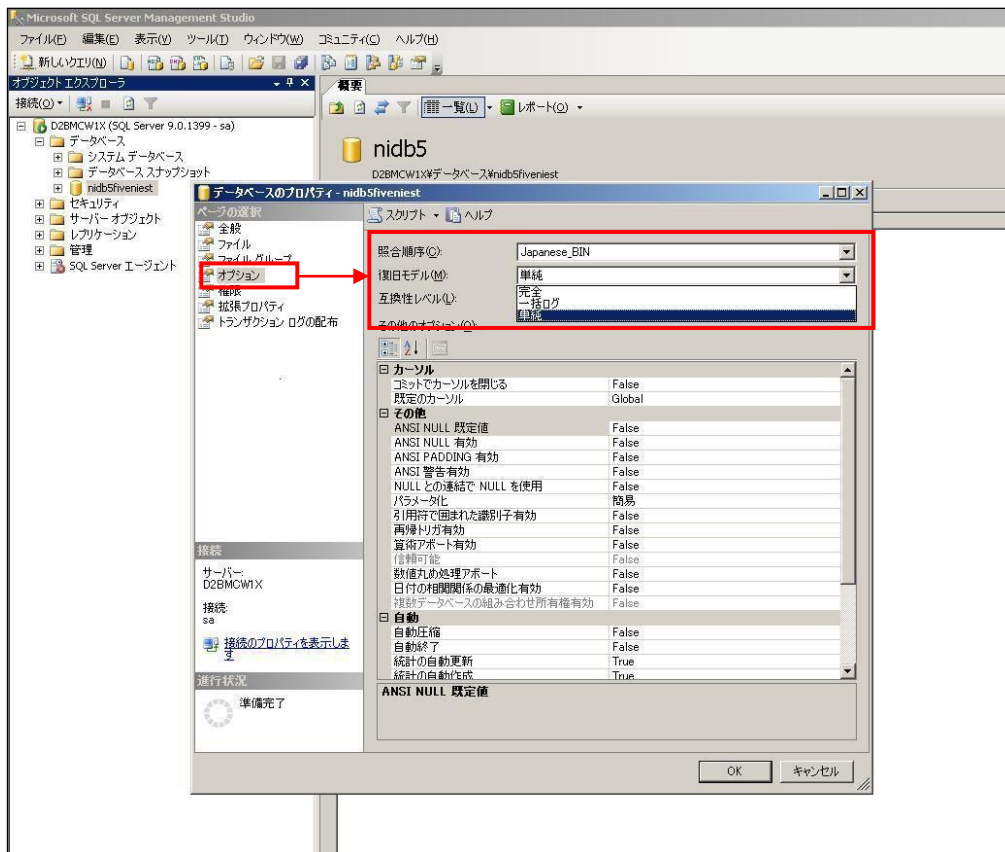 Microsoft SQL Server Management Studio
ファイル(F) 編集(E) 表示(V) ツール(T) ウィンドウ(W) コミュニティ(C) ヘルプ(H)
新しいクエリ(N)
オブジェクト エクスプローラ
接続(O)
D2BMCW1X (SQL Server 9.0.1399 - sa)
データベース
システム データベース
データベース スナップショット
nidb5fiveniest
セキュリティ
サーバー オブジェクト
レプリケーション
管理
SQL Server エージェント
概要
一覧(L) レポート(O)
nidb5
D2BMCW1X¥データベース¥nidb5fiveniest
データベースのプロパティ - nidb5fiveniest
ページの選択
全般
ファイル
ファイル グループ
オプション
権限
拡張プロパティ
トランザクション ログの配布
スクリプト ヘルプ
照合順序(C): Japanese_BIN
復旧モデル(M): 単純
互換性レベル(L):
完全
一括ログ
単純
その他のオプション(O):
カーソル
コミットでカーソルを閉じる False
既定のカーソル Global
その他
ANSI NULL 既定値 False
ANSI NULL 有効 False
ANSI PADDING 有効 False
ANSI 警告有効 False
NULL との連結で NULL を使用 False
パラメータ化 簡易
引用符で囲まれた識別子有効 False
再帰トリガ有効 False
算術アボート有効 False
信頼可能 False
数値丸め処理アボート False
日付の相関関係の最適化有効 False
複数データベースの組み合わせ所有権有効 False
自動
自動圧縮 False
自動終了 False
統計の自動更新 True
統計の自動作成 True
ANSI NULL 既定値
接続
サーバー:
D2BMCW1X
接続:
sa
接続のプロパティを表示します
進行状況
準備完了
OK キャンセル